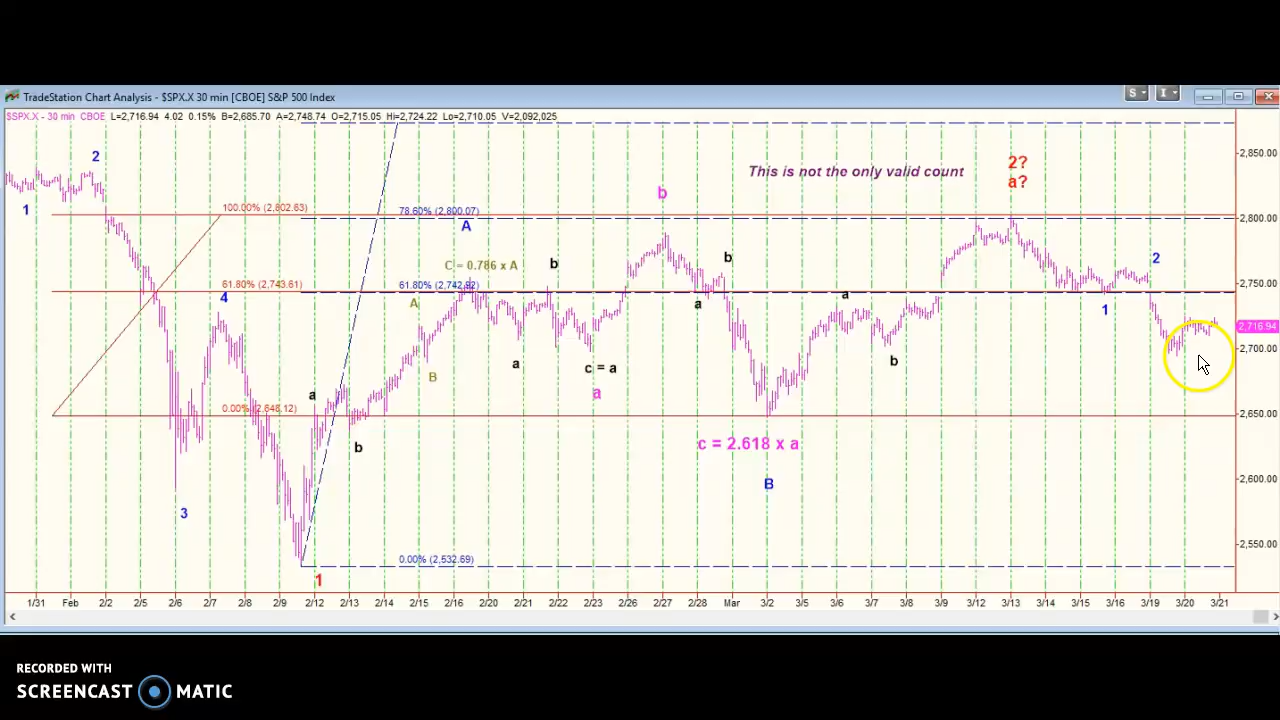 TradeStation Chart Analysis - $SPX.X 30 min [CBOE] S&P 500 Index
S
I
$SPX.X - 30 min CBOE L=2,716.94 4.02 0.15% B=2,685.70 A=2,748.74 O=2,715.05 Hi=2,724.22 Lo=2,710.05 V=2,092,025
2
2,850.00
This is not the only valid count
2?
a?
b
1
100.00% (2,802.63)
78.60% (2,800.07)
2,800.00
A
b
b
2
C = 0.786 x A
61.80% (2,743.61)
61.80% (2,742.92)
2,750.00
4
A
a
a
1
2,716.94
2,700.00
a
c = a
b
B
a
a
0.00% (2,648.12)
2,650.00
b
c = 2.618 x a
B
2,600.00
3
2,550.00
0.00% (2,532.69)
1
1/31 Feb 2/2 2/5 2/6 2/7 2/8 2/9 2/12 2/13 2/14 2/15 2/16 2/20 2/21 2/22 2/23 2/26 2/27 2/28 Mar 3/2 3/5 3/6 3/7 3/8 3/9 3/12 3/13 3/14 3/15 3/16 3/19 3/20 3/21
RECORDED WITH
SCREENCAST MATIC